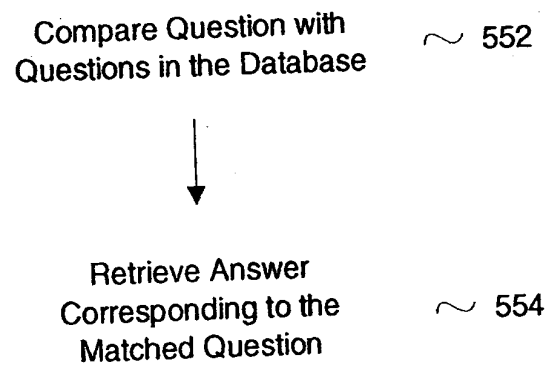 Compare Question with
Questions in the Database
552
Retrieve Answer
Corresponding to the
Matched Question
554